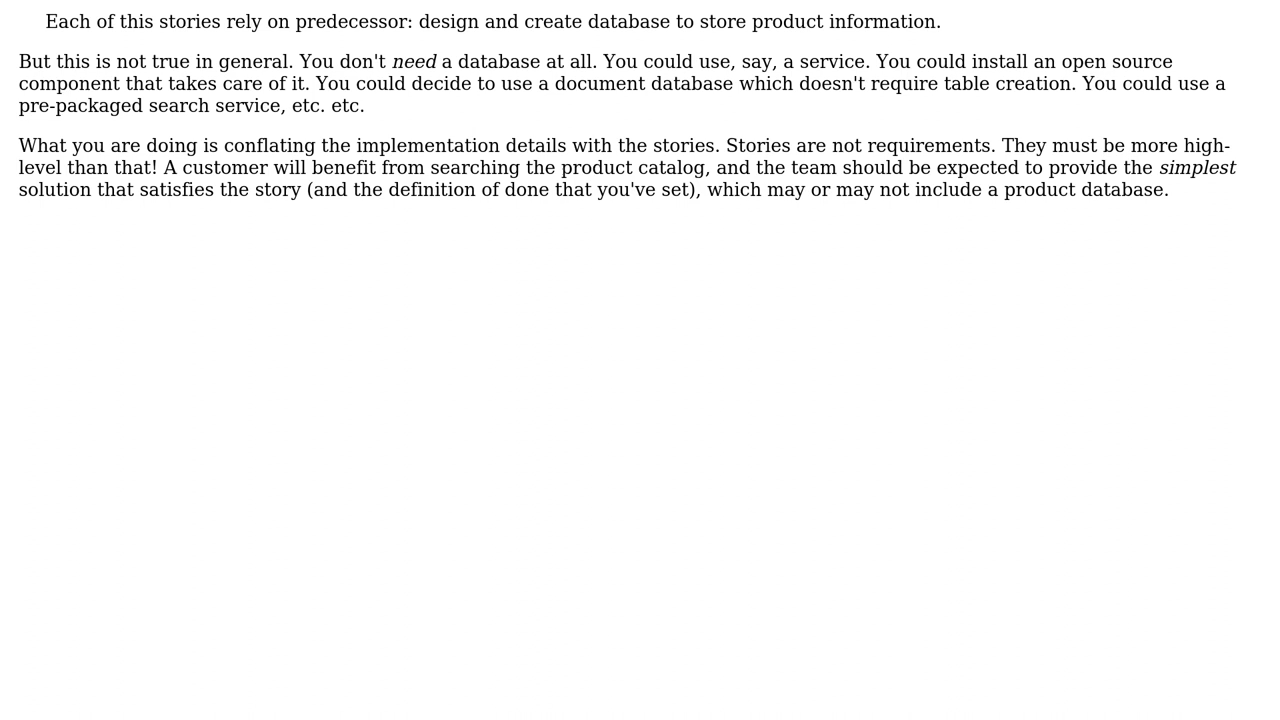 Each of this stories rely on predecessor: design and create database to store product information.
But this is not true in general. You don't need a database at all. You could use, say, a service. You could install an open source
component that takes care of it. You could decide to use a document database which doesn't require table creation. You could use a
pre-packaged search service, etc. etc.
What you are doing is conflating the implementation details with the stories. Stories are not requirements. They must be more high-
level than that! A customer will benefit from searching the product catalog, and the team should be expected to provide the simplest
solution that satisfies the story (and the definition of done that you've set), which may or may not include a product database.